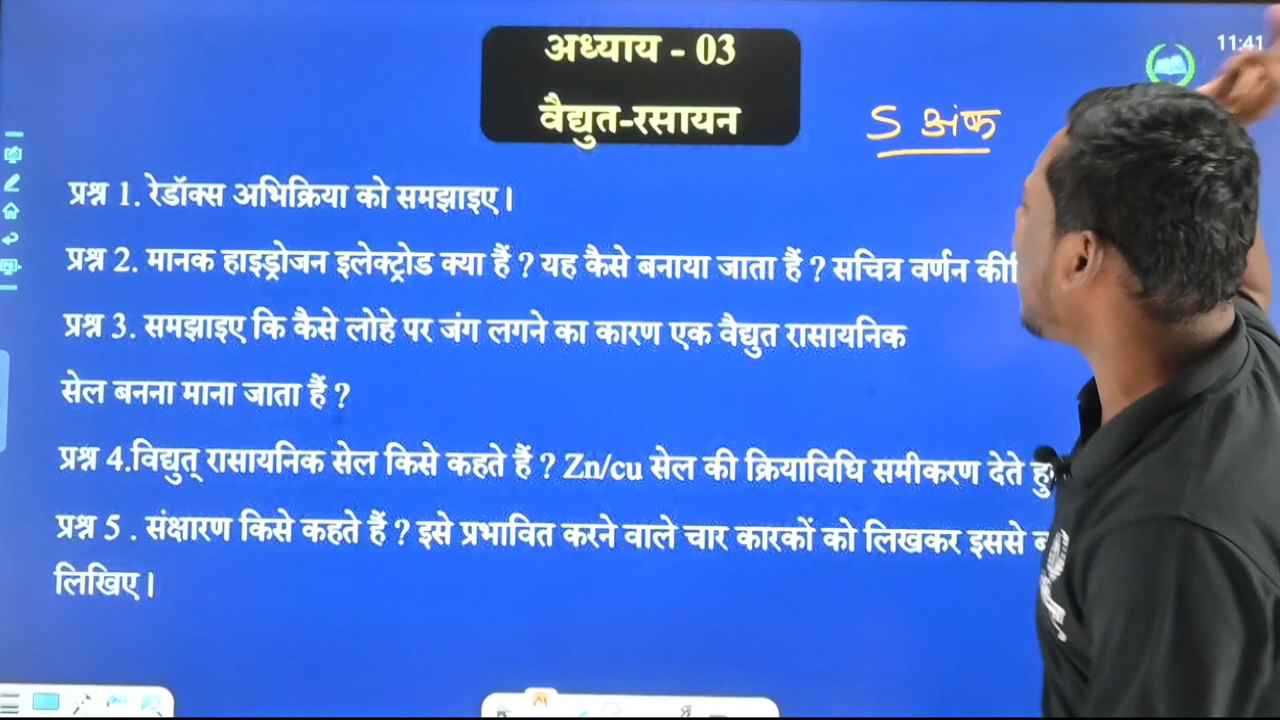 11:41
अध्याय - 03
वैद्युत-रसायन
5 अंक
प्रश्न 1. रेडॉक्स अभिक्रिया को समझाइए।
प्रश्न 2. मानक हाइड्रोजन इलेक्ट्रोड क्या हैं ? यह कैसे बनाया जाता हैं ? सचित्र वर्णन
प्रश्न 3. समझाइए कि कैसे लोहे पर जंग लगने का कारण एक वैद्युत रासायनिक
सेल बनना माना जाता हैं ?
प्रश्न 4.विद्युत् रासायनिक सेल किसे कहते हैं ? Zn/cu सेल की क्रियाविधि समीकरण देते
प्रश्न 5 . संक्षारण किसे कहते हैं ? इसे प्रभावित करने वाले चार कारकों को लिखकर इससे
लिखिए।